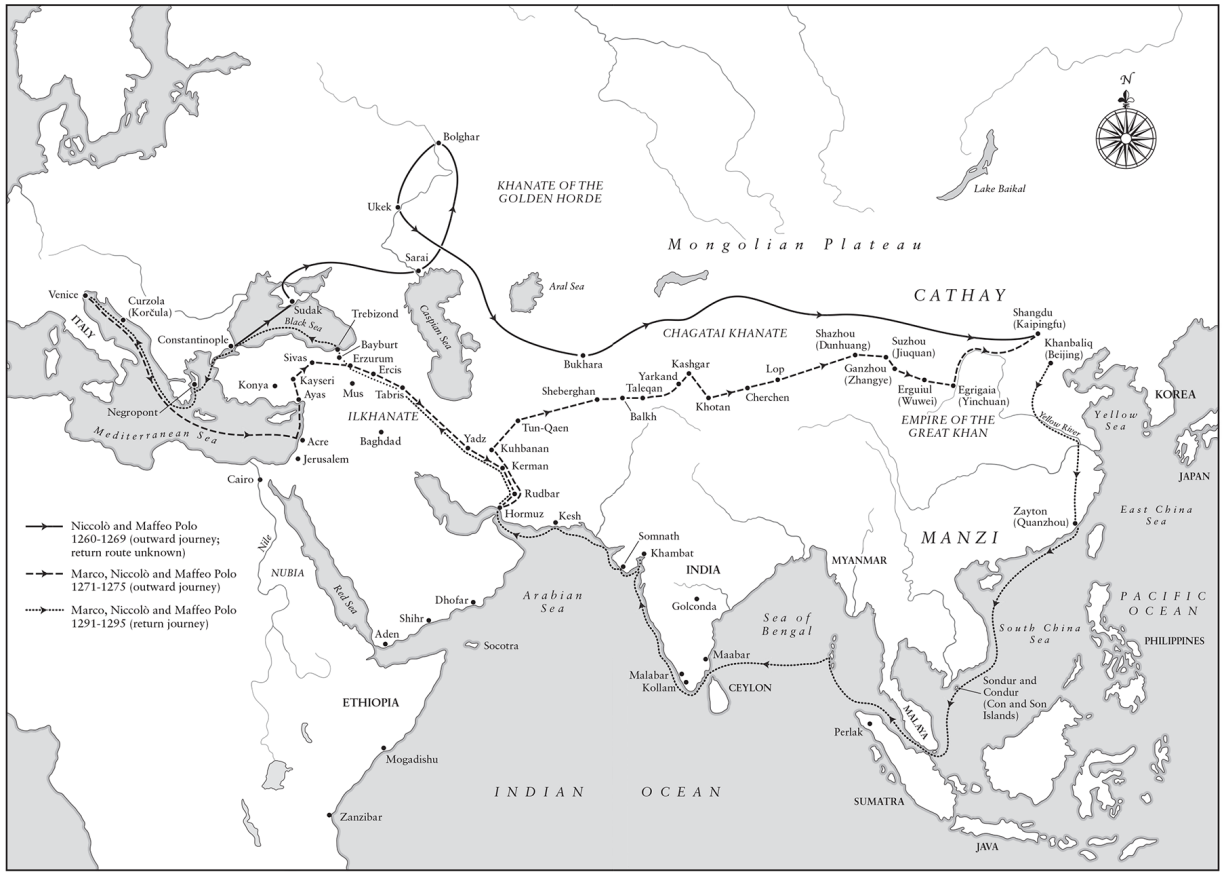 N
Bolghar
KHANATE OF THE
GOLDEN HORDE
Lake Baikal
Ukek
Mongolian Plateau
Sarai
Aral Sea
Venice
Curzola
(Korčula)
ITALY
Sudak
Black Sea
Trebizond
Caspian Sea
CATHAY
Shangdu
(Kaipingfu)
CHAGATAI KHANATE
Constantinople
Bayburt
Shazhou
(Dunhuang)
Suzhou
(Jiuquan)
Khanbaliq
(Beijing)
Bukhara
Sivas
Erzurum
Ercis
Kashgar
Lop
Ganzhou
(Zhangye)
Konya
Kayseri
Mus
Tabris
Yarkand
Taleqan
Sheberghan
Cherchen
Erguiul
(Wuwei)
Egrigaia
(Yinchuan)
KOREA
Ayas
Negropont
ILKHANATE
Balkh
Khotan
Yellow River
Yellow
Sea
Mediterranean Sea
Acre
Baghdad
Yadz
Tun-Qaen
EMPIRE OF THE
GREAT KHAN
Kuhbanan
Jerusalem
Kerman
Cairo
JAPAN
Rudbar
Hormuz
Kesh
Zayton
(Quanzhou)
East China
Sea
Niccolò and Maffeo Polo
1260-1269 (outward journey;
return route unknown)
Nile
Somnath
Khambat
MANZI
MYANMAR
INDIA
Marco, Niccolò and Maffeo Polo
1271-1275 (outward journey)
NUBIA
Red Sea
Dhofar
Arabian
Sea
Golconda
PACIFIC
OCEAN
Marco, Niccolò and Maffeo Polo
1291-1295 (return journey)
Shihr
Sea of
Bengal
South China
Sea
PHILIPPINES
Aden
Socotra
Maabar
Malabar
Kollam
CEYLON
Sondur and
Condur
(Con and Son
Islands)
ETHIOPIA
MALAYA
Perlak
Mogadishu
INDIAN OCEAN
SUMATRA
Zanzibar
JAVA